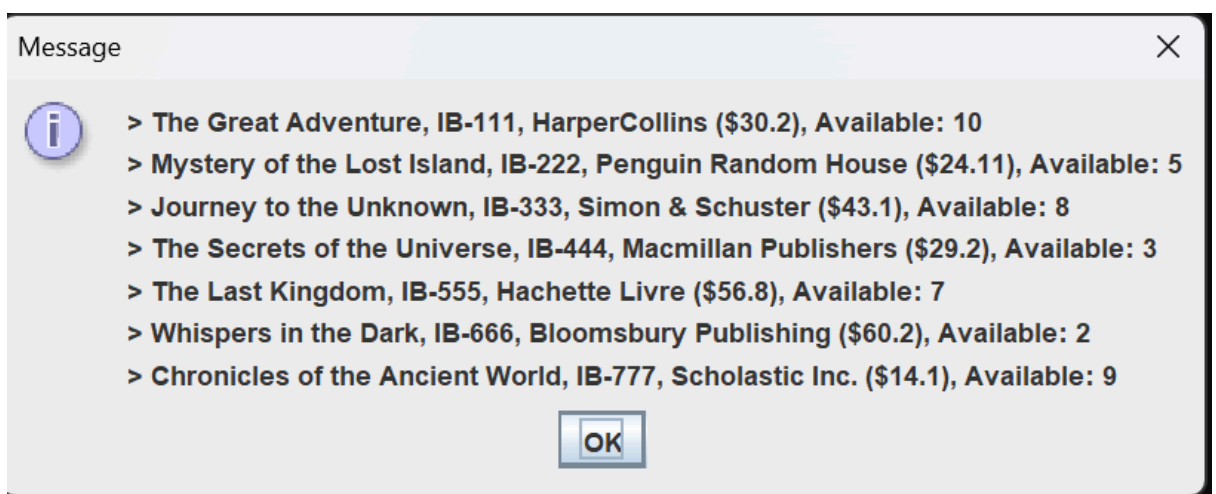 Message
> The Great Adventure, IB-111, HarperCollins ($30.2), Available: 10
> Mystery of the Lost Island, IB-222, Penguin Random House ($24.11), Available: 5
> Journey to the Unknown, IB-333, Simon & Schuster ($43.1), Available: 8
> The Secrets of the Universe, IB-444, Macmillan Publishers ($29.2), Available: 3
> The Last Kingdom, IB-555, Hachette Livre ($56.8), Available: 7
> Whispers in the Dark, IB-666, Bloomsbury Publishing ($60.2), Available: 2
> Chronicles of the Ancient World, IB-777, Scholastic Inc. ($14.1), Available: 9
OK